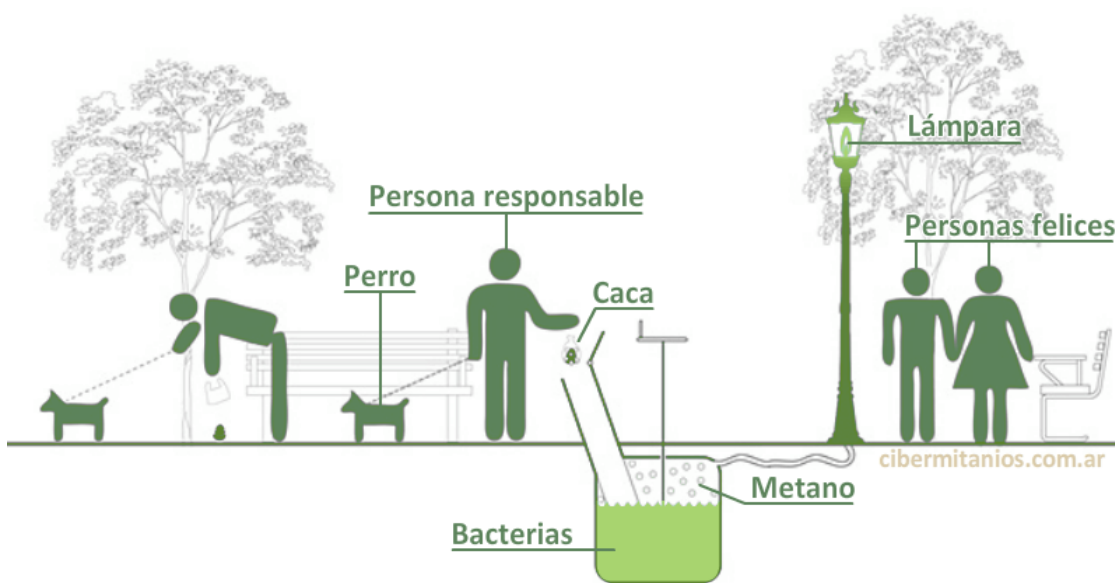 Lámpara
Persona responsable
Personas felices
Perro
Caca
cibermitanios.com.ar
Metano
Bacterias